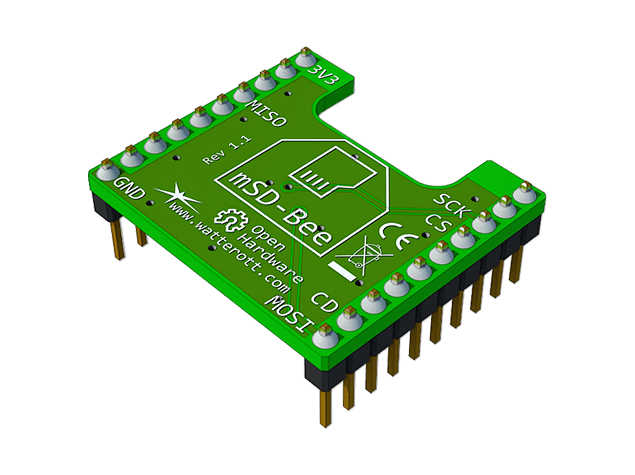 3V3
MISO
Rev 1.1
GND
mSD-Bee
SCK
CS
CE
Open
Hardware
www.watterott.com
CD
MOSI